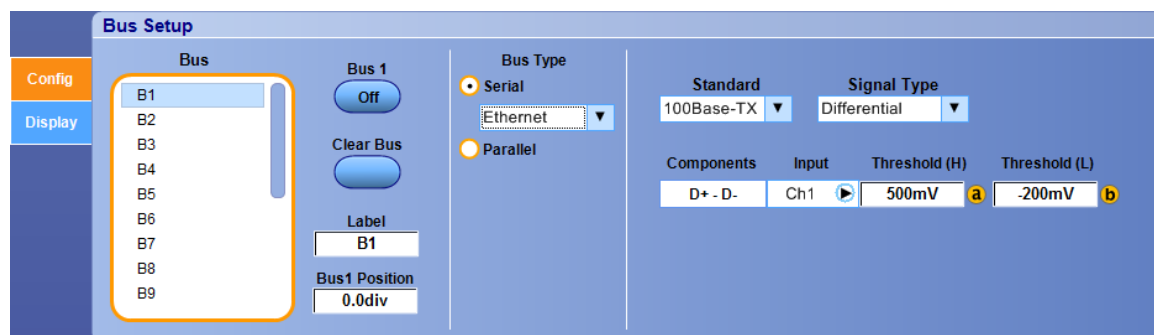 Bus Setup
Config
Display
Bus
B1
B2
B3
B4
B5
B6
B7
B8
B9
Bus 1
Off
Clear Bus
Label
B1
Bus1 Position
0.0div
Bus Type
Serial
Ethernet
Parallel
Standard Signal Type
100Base-TX Differential
Components Input Threshold (H) Threshold (L)
D+ - D- Ch1 500mV a -200mV b